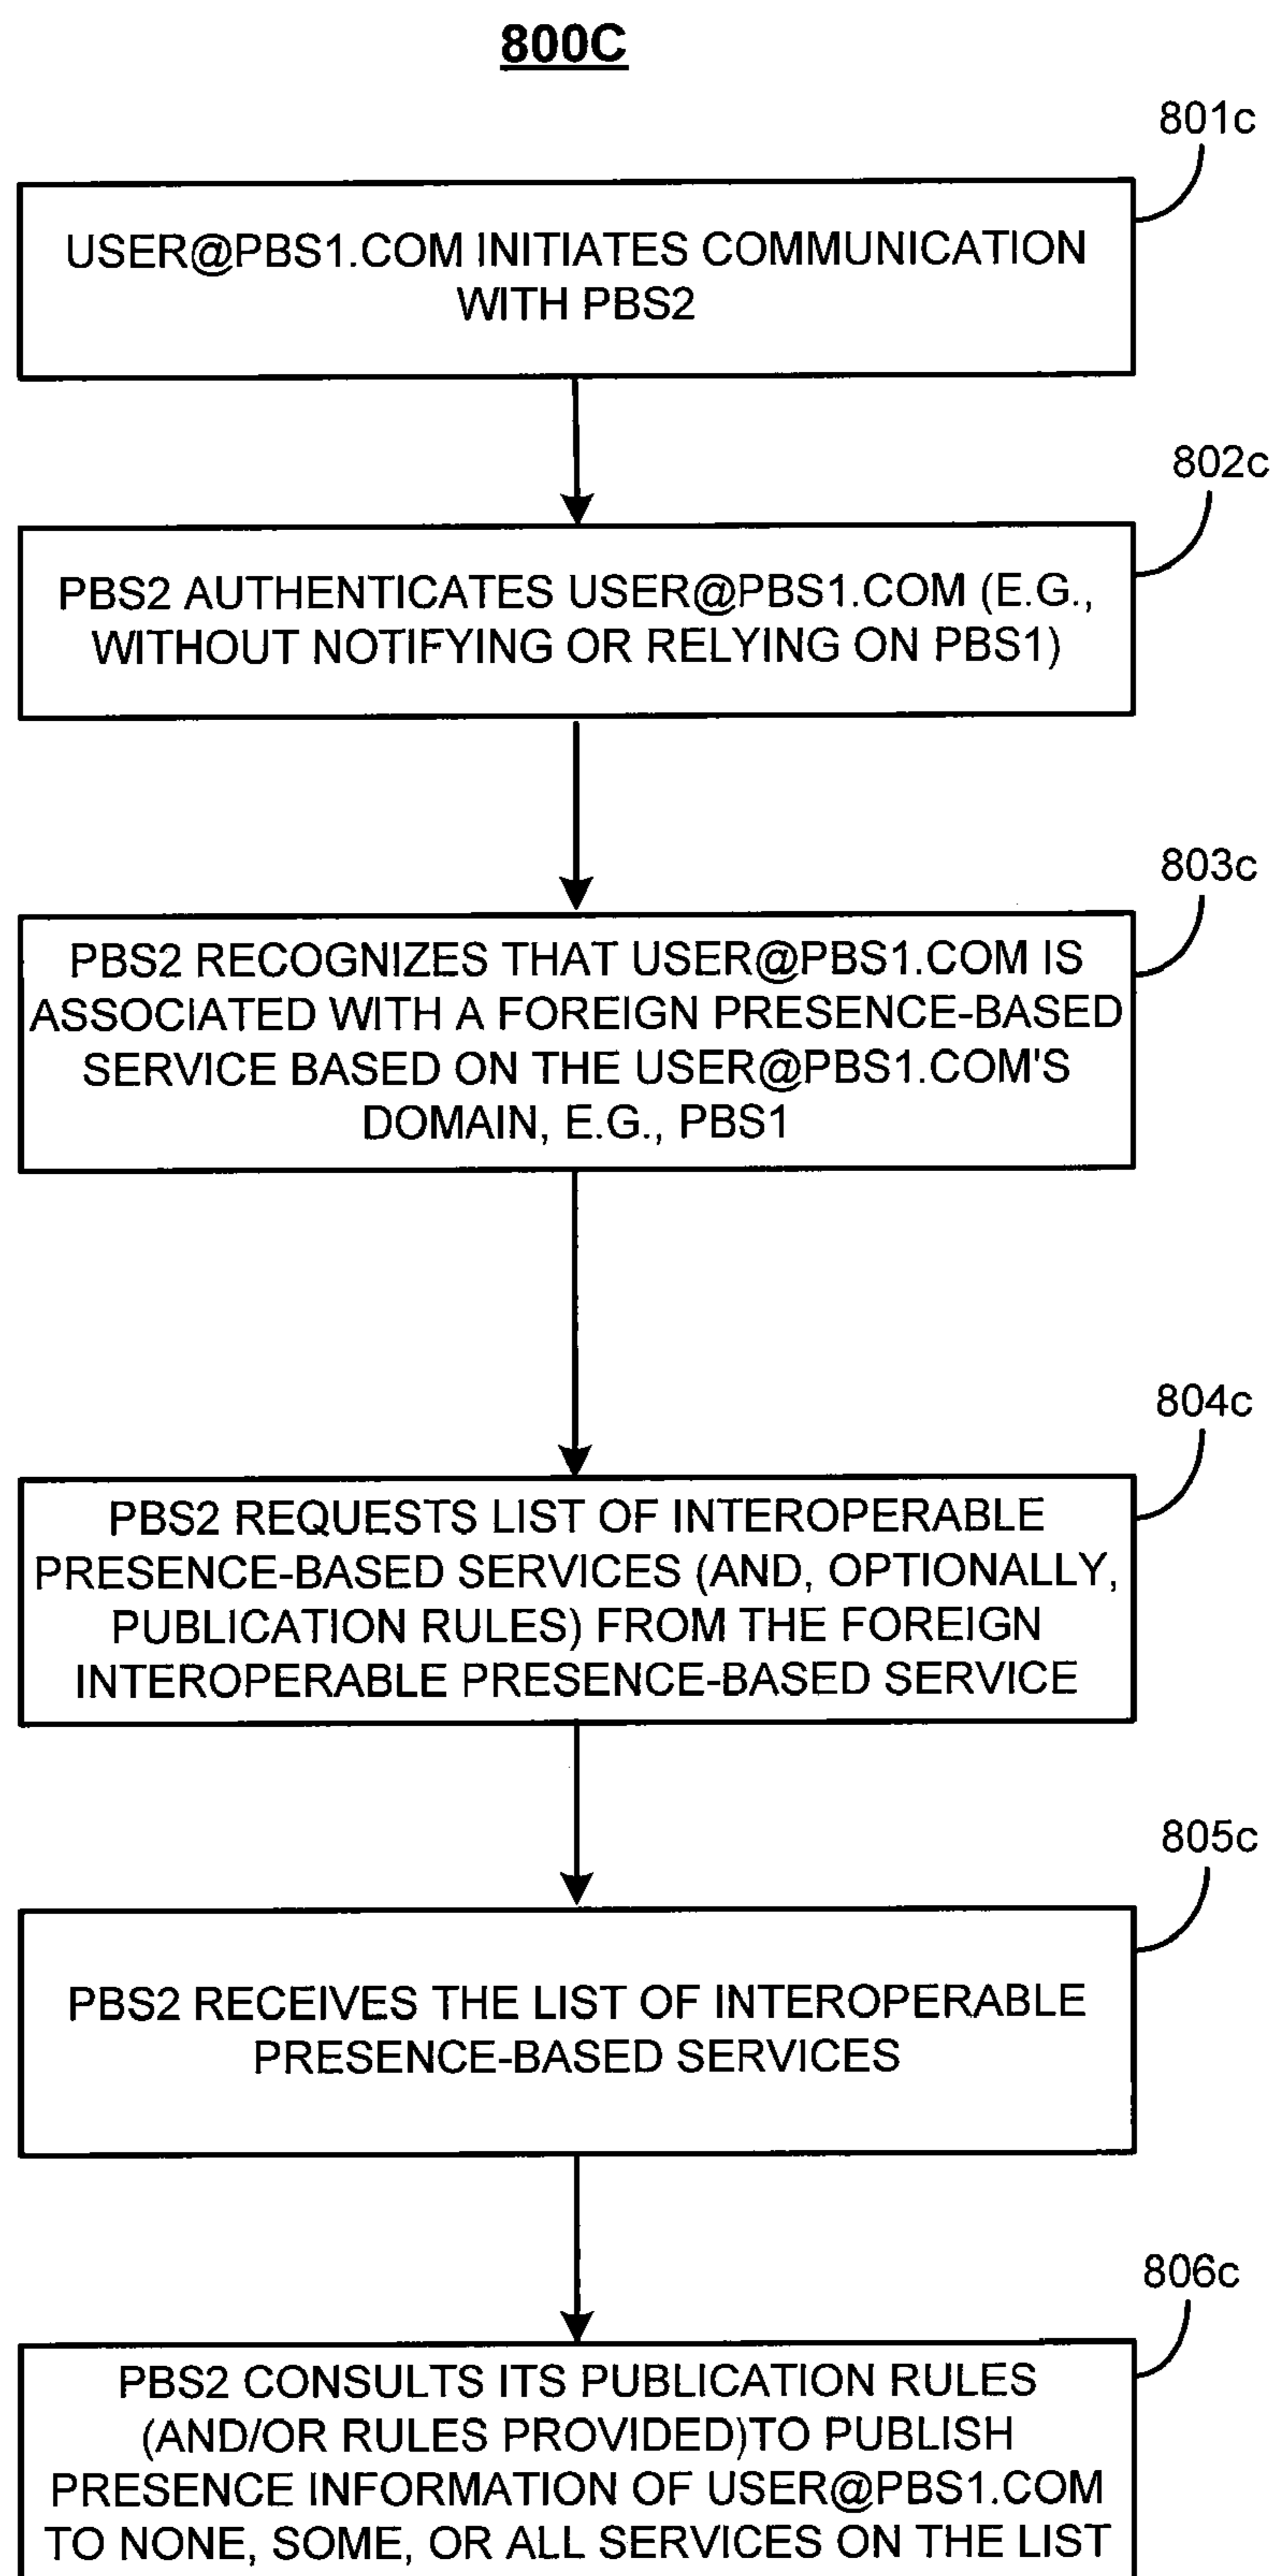 800C
801c
USER@PBS1.COM INITIATES COMMUNICATION
WITH PBS2
802c
PBS2 AUTHENTICATES USER@PBS1.COM (E.G.,
WITHOUT NOTIFYING OR RELYING ON PBS1)
803c
PBS2 RECOGNIZES THAT USER@PBS1.COM IS
ASSOCIATED WITH A FOREIGN PRESENCE-BASED
SERVICE BASED ON THE USER@PBS1.COM'S
DOMAIN, E.G., PBS1
804c
PBS2 REQUESTS LIST OF INTEROPERABLE
PRESENCE-BASED SERVICES (AND, OPTIONALLY,
PUBLICATION RULES) FROM THE FOREIGN
INTEROPERABLE PRESENCE-BASED SERVICE
805c
PBS2 RECEIVES THE LIST OF INTEROPERABLE
PRESENCE-BASED SERVICES
806c
PBS2 CONSULTS ITS PUBLICATION RULES
(AND/OR RULES PROVIDED)TO PUBLISH
PRESENCE INFORMATION OF USER@PBS1.COM
TO NONE, SOME, OR ALL SERVICES ON THE LIST